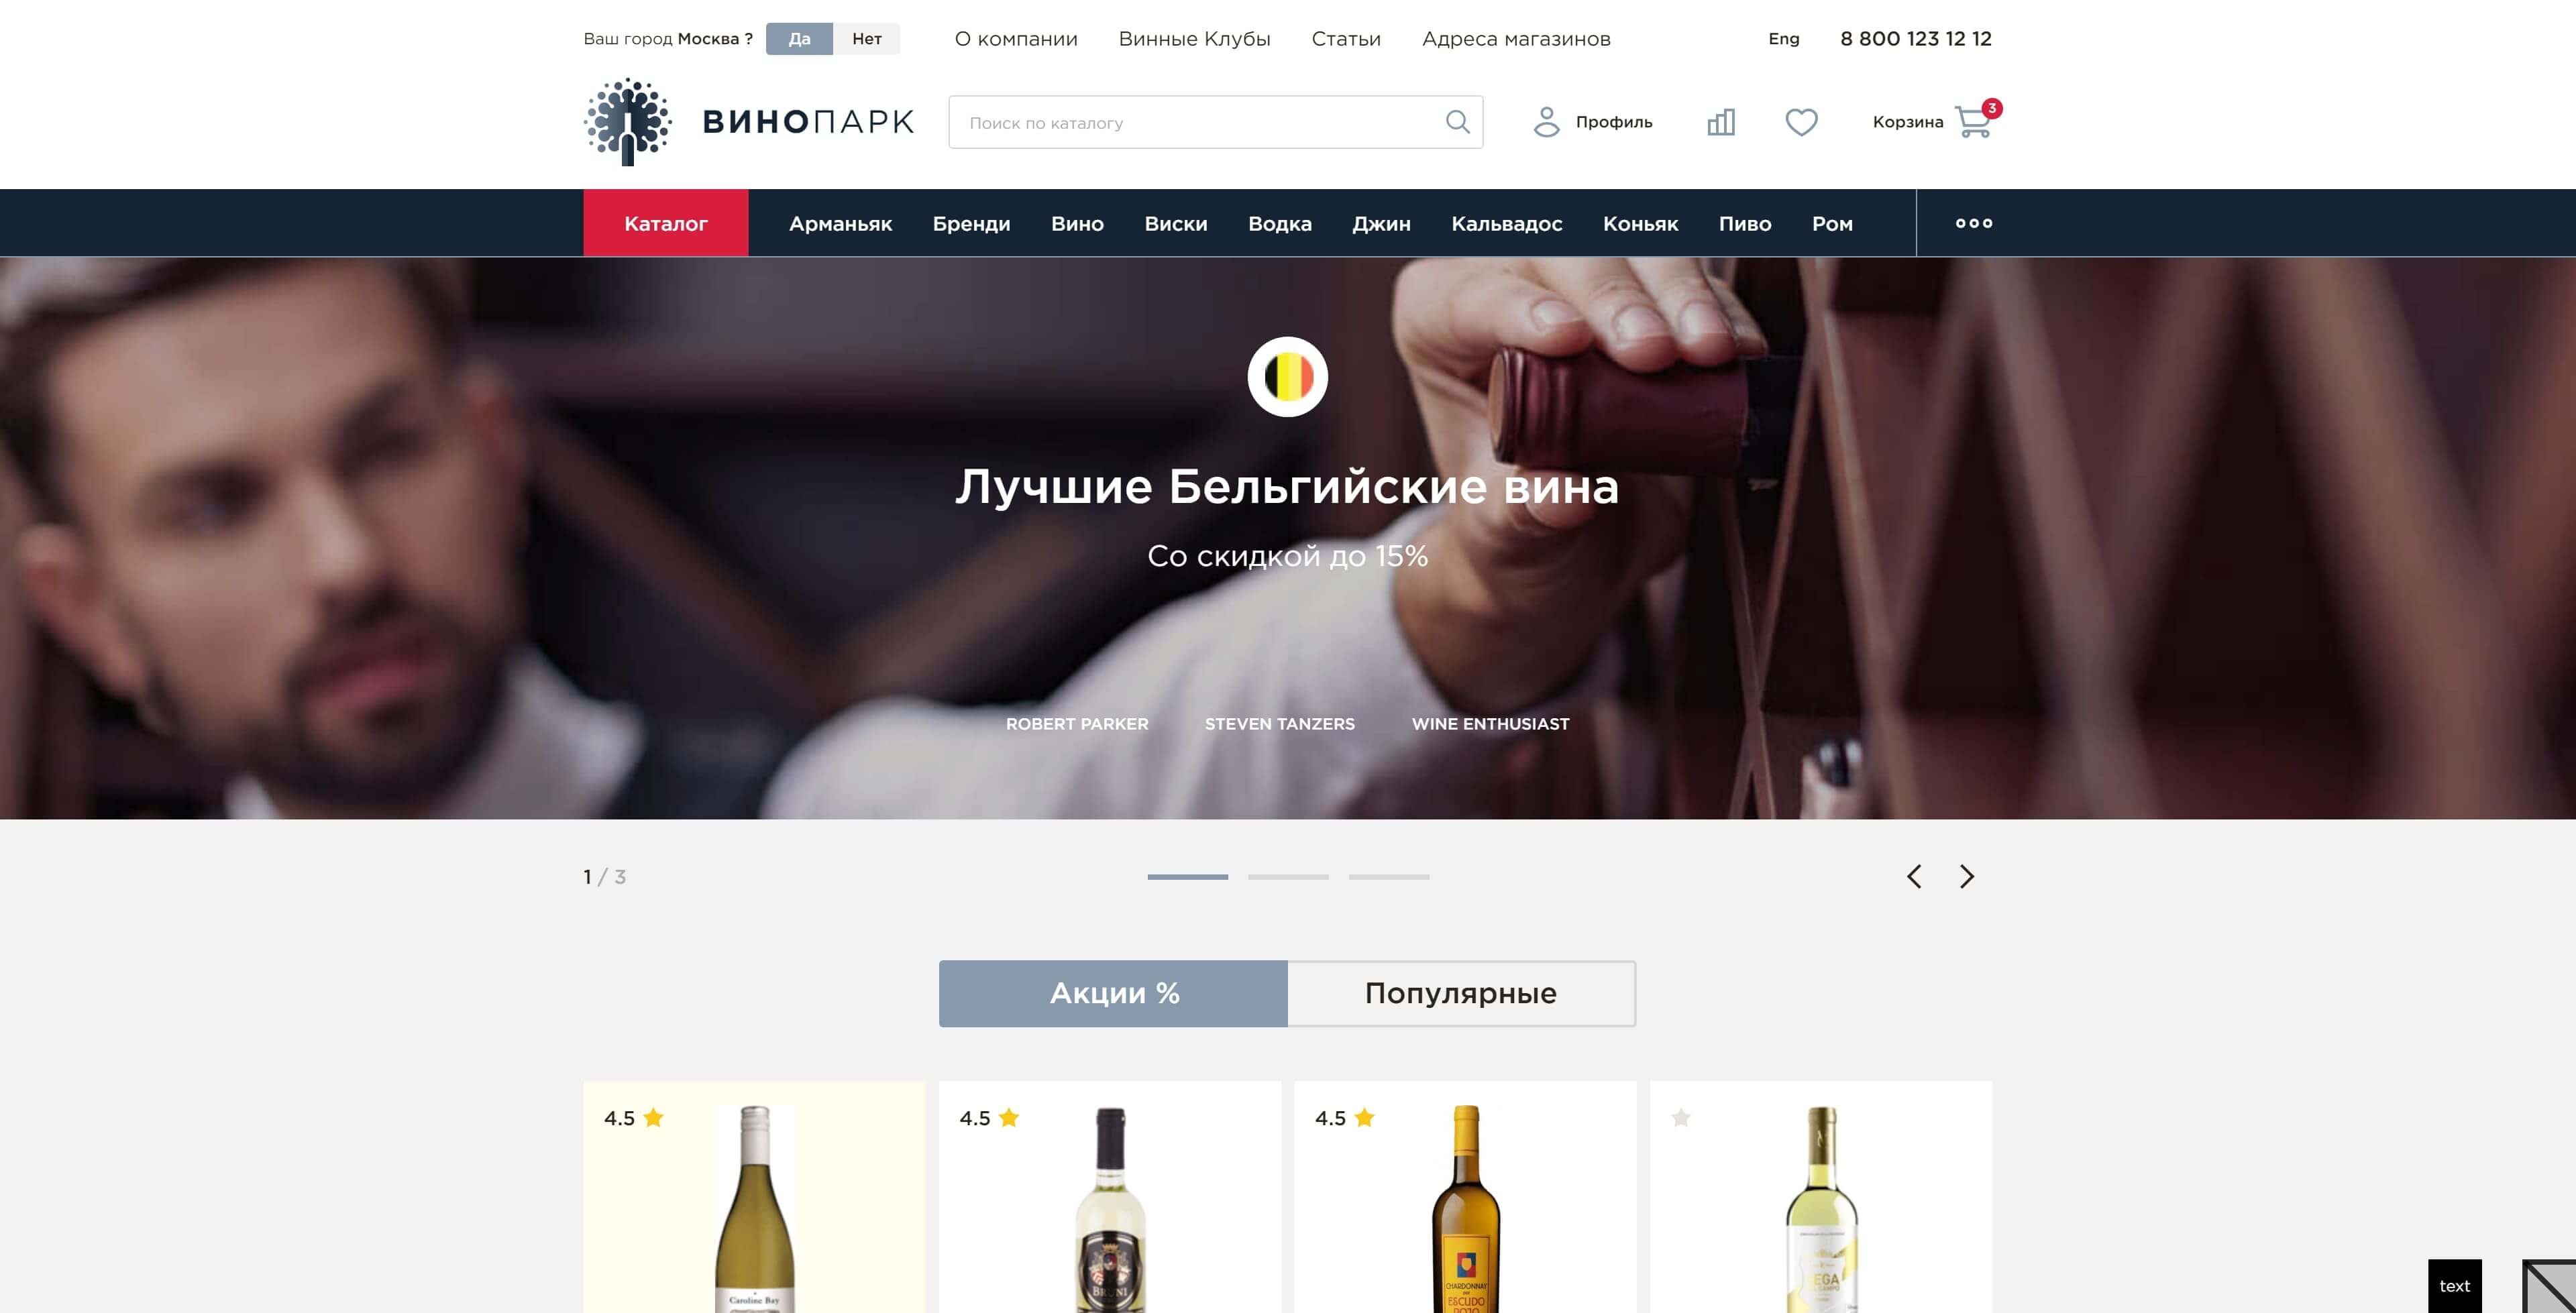 Ваш город Москва ? Да Нет О компании Винные Клубы Статьи Адреса магазинов Eng 8 800 123 12 12
ВИНОПАРК Поиск по каталогу Профиль Корзина 3
Каталог Арманьяк Бренди Вино Виски Водка Джин Кальвадос Коньяк Пиво Ром
Лучшие Бельгийские вина
Со скидкой до 15%
ROBERT PARKER STEVEN TANZERS WINE ENTHUSIAST
1 / 3
Акции % Популярные
4.5 4.5 4.5
Caroline Bay
BRUNI
CHARDONNAY
ESCUDO
text